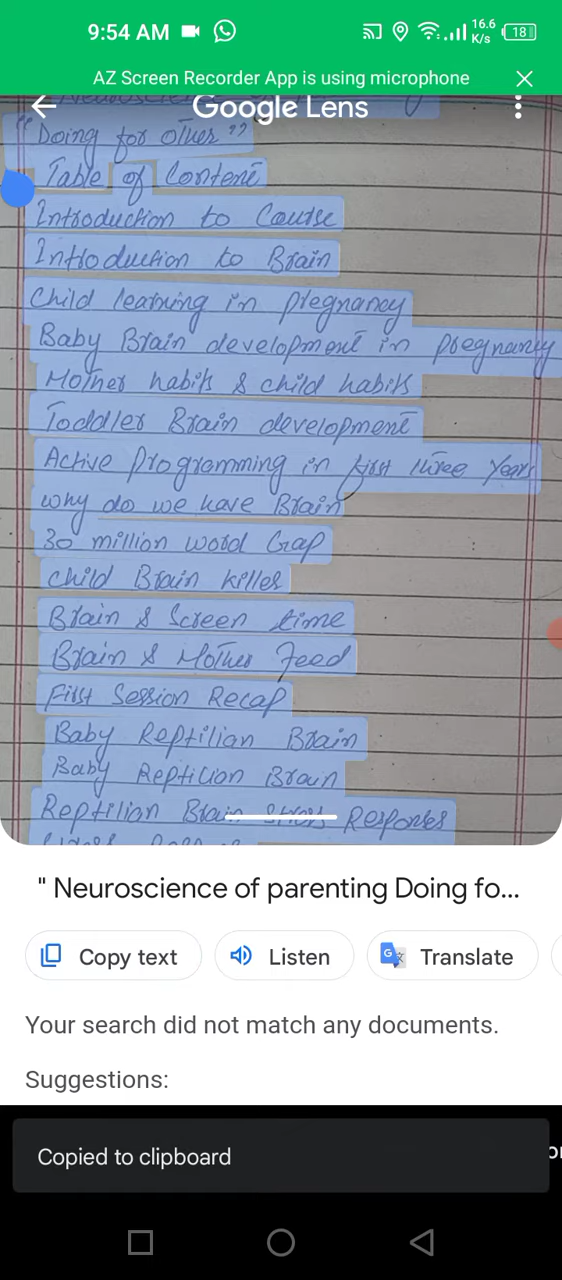 9:54 AM
16.6 K/s
18
AZ Screen Recorder App is using microphone
Google Lens
"Doing for other"
Table of Content
Introduction to Course
Introduction to Brain
Child learning in pregnancy
Baby Brain development in pregnancy
Mother habits & child habits
Toddler Brain development
Active programming in first three Years
why do we have Brain
30 million word Gap
child Brain killer
Brain & Screen time
Brain & Mother Feed
First Session Recap
Baby Reptilian Brain
Baby Repticion Brain
Reptilian Brain Stress Responses
" Neuroscience of parenting Doing fo...
Copy text
Listen
Translate
Your search did not match any documents.
Suggestions:
Copied to clipboard